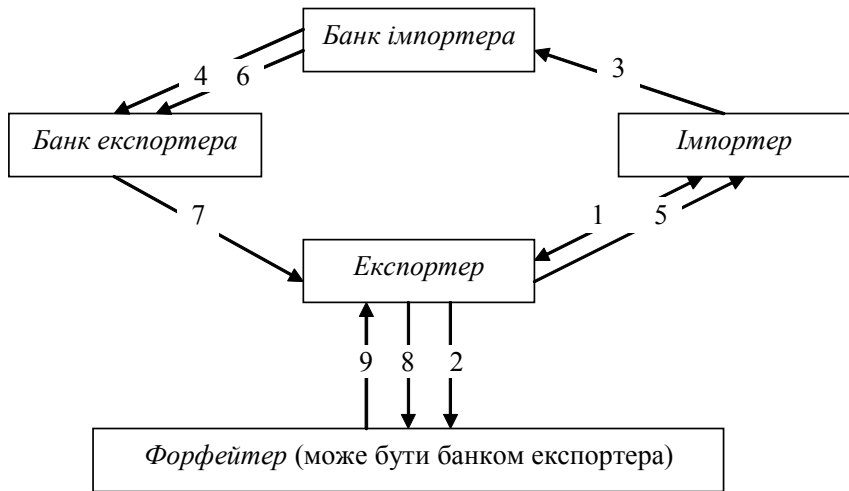 Банк імпортера
4 6 3
Банк експортера Імпортер
7 1 5
Експортер
9 8 2
Форфейтер (може бути банком експортера)